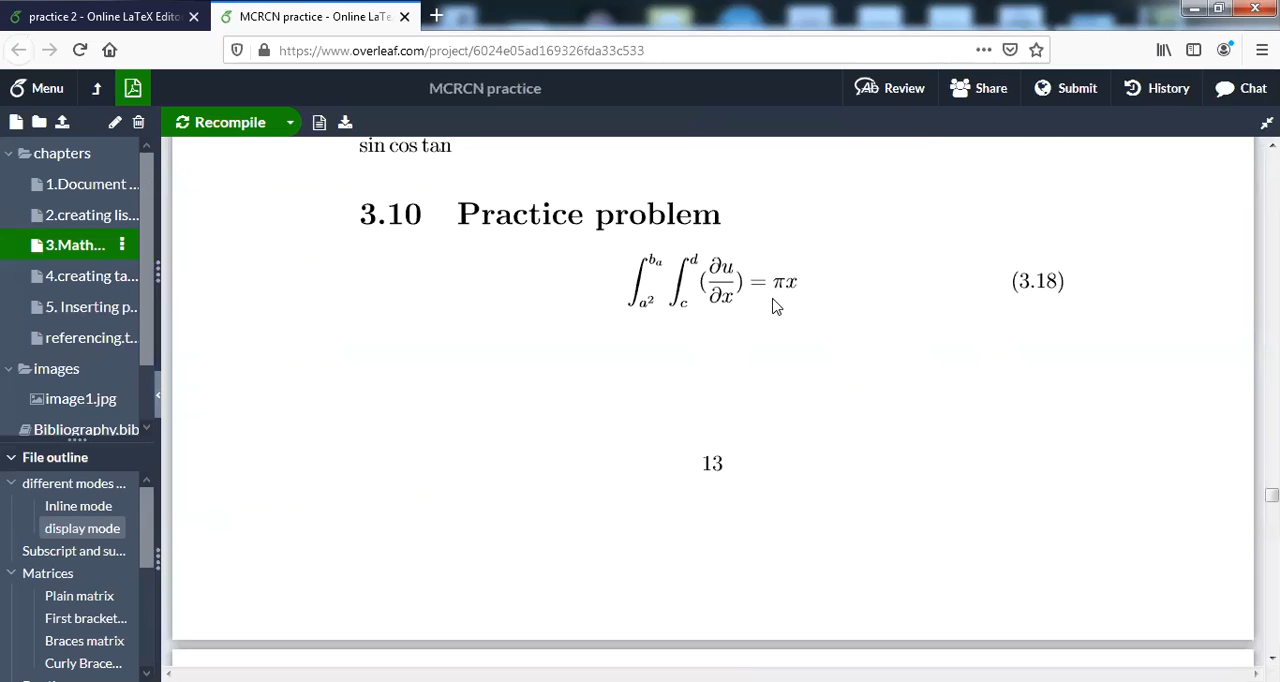 practice 2 - Online LaTeX Editor
MCRCN practice - Online LaTe
https://www.overleaf.com/project/6024e05ad169326fda33c533
Menu
MCRCN practice
Review
Share
Submit
History
Chat
Recompile
chapters
1.Document ...
2.creating lis...
3.Math...
4.creating ta...
5. Inserting p...
referencing.t...
images
image1.jpg
Bibliography.bib
File outline
different modes ...
Inline mode
display mode
Subscript and su...
Matrices
Plain matrix
First bracket...
Braces matrix
Curly Brace...
sin cos tan
3.10 Practice problem
∫_{a^2}^{b_a} ∫_c^d (∂u/∂x) = πx (3.18)
13